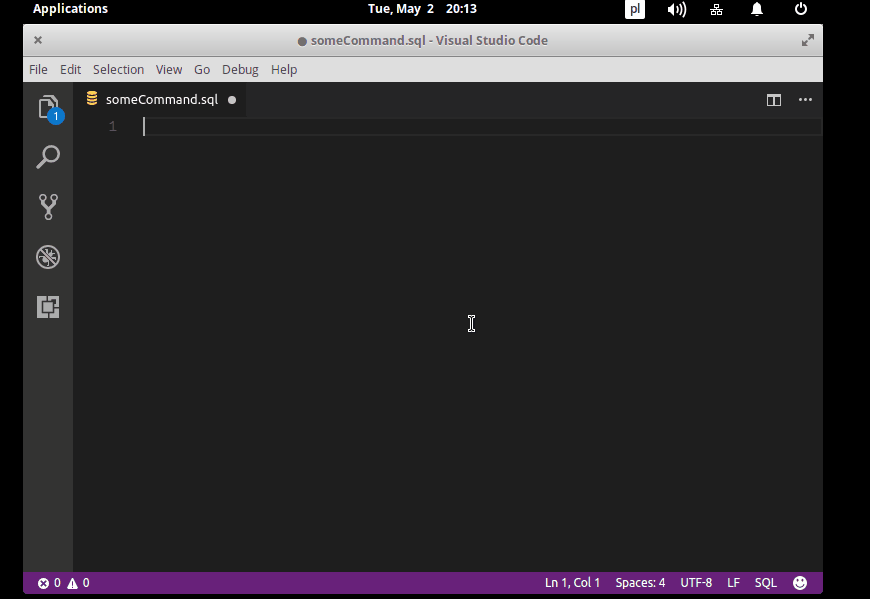 Applications Tue, May 2 20:13 pl
someCommand.sql - Visual Studio Code
File Edit Selection View Go Debug Help
1 someCommand.sql
1
0 0 Ln 1, Col 1 Spaces: 4 UTF-8 LF SQL